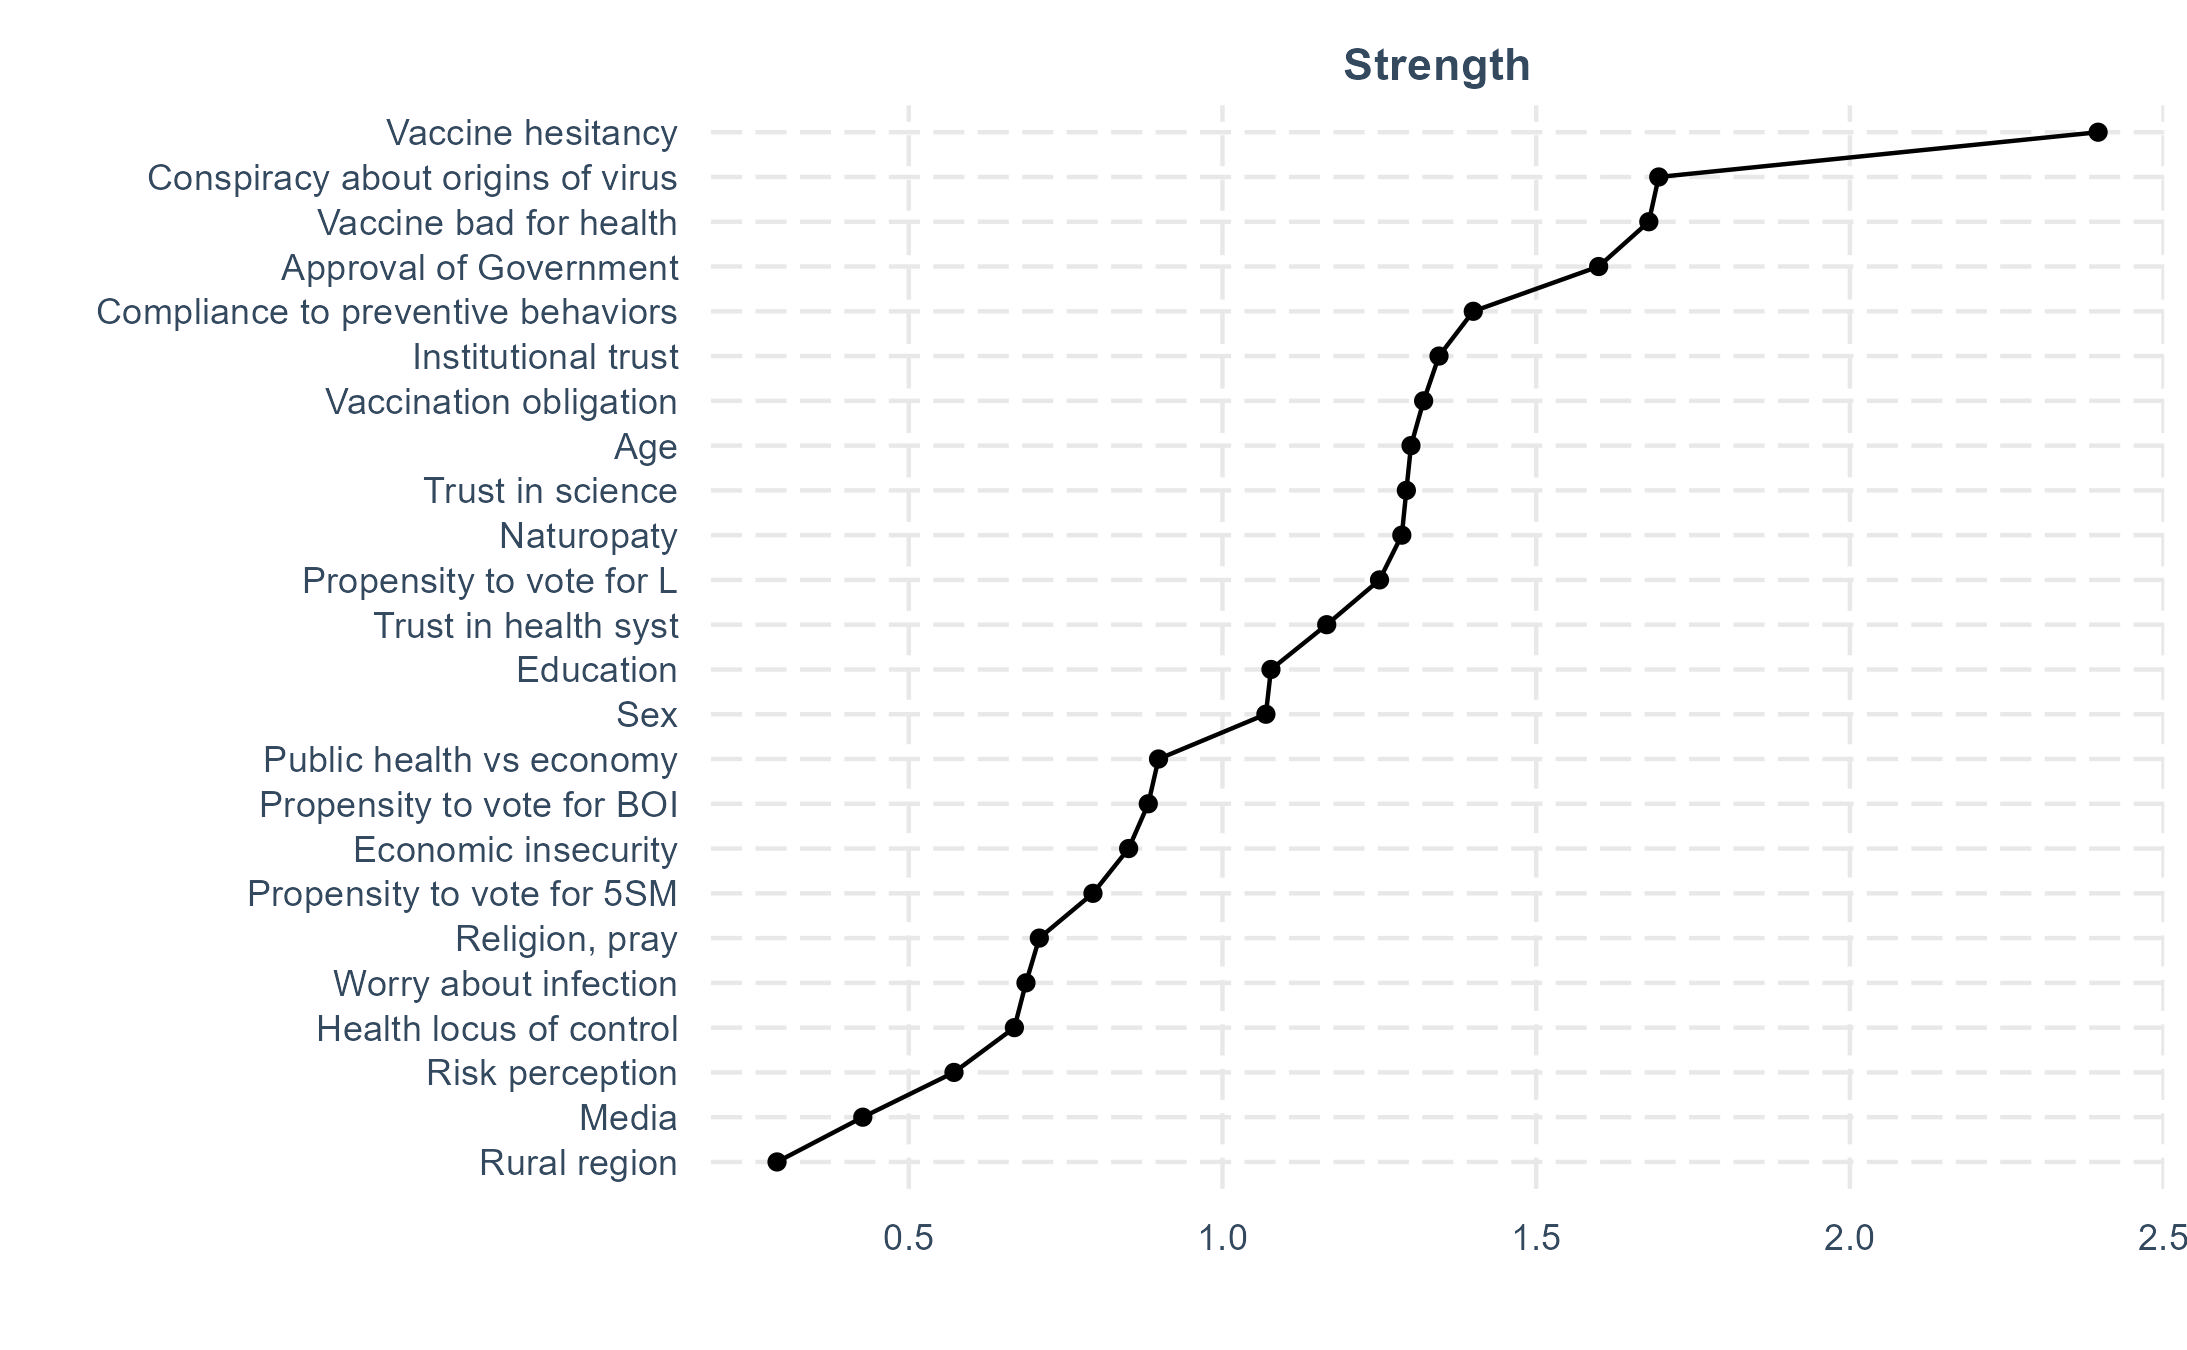 Strength
Vaccine hesitancy
Conspiracy about origins of virus
Vaccine bad for health
Approval of Government
Compliance to preventive behaviors
Institutional trust
Vaccination obligation
Age
Trust in science
Naturopaty
Propensity to vote for L
Trust in health syst
Education
Sex
Public health vs economy
Propensity to vote for BOI
Economic insecurity
Propensity to vote for 5SM
Religion, pray
Worry about infection
Health locus of control
Risk perception
Media
Rural region
0.5 1.0 1.5 2.0 2.5